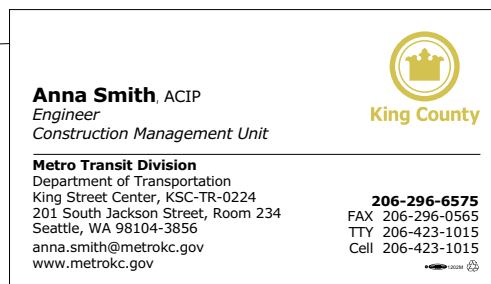 King County
Anna Smith, ACIP
Engineer
Construction Management Unit
Metro Transit Division
Department of Transportation
King Street Center, KSC-TR-0224
201 South Jackson Street, Room 234
Seattle, WA 98104-3856
anna.smith@metrokc.gov
www.metrokc.gov
206-296-6575
FAX 206-296-0565
TTY 206-423-1015
Cell 206-423-1015
1202M